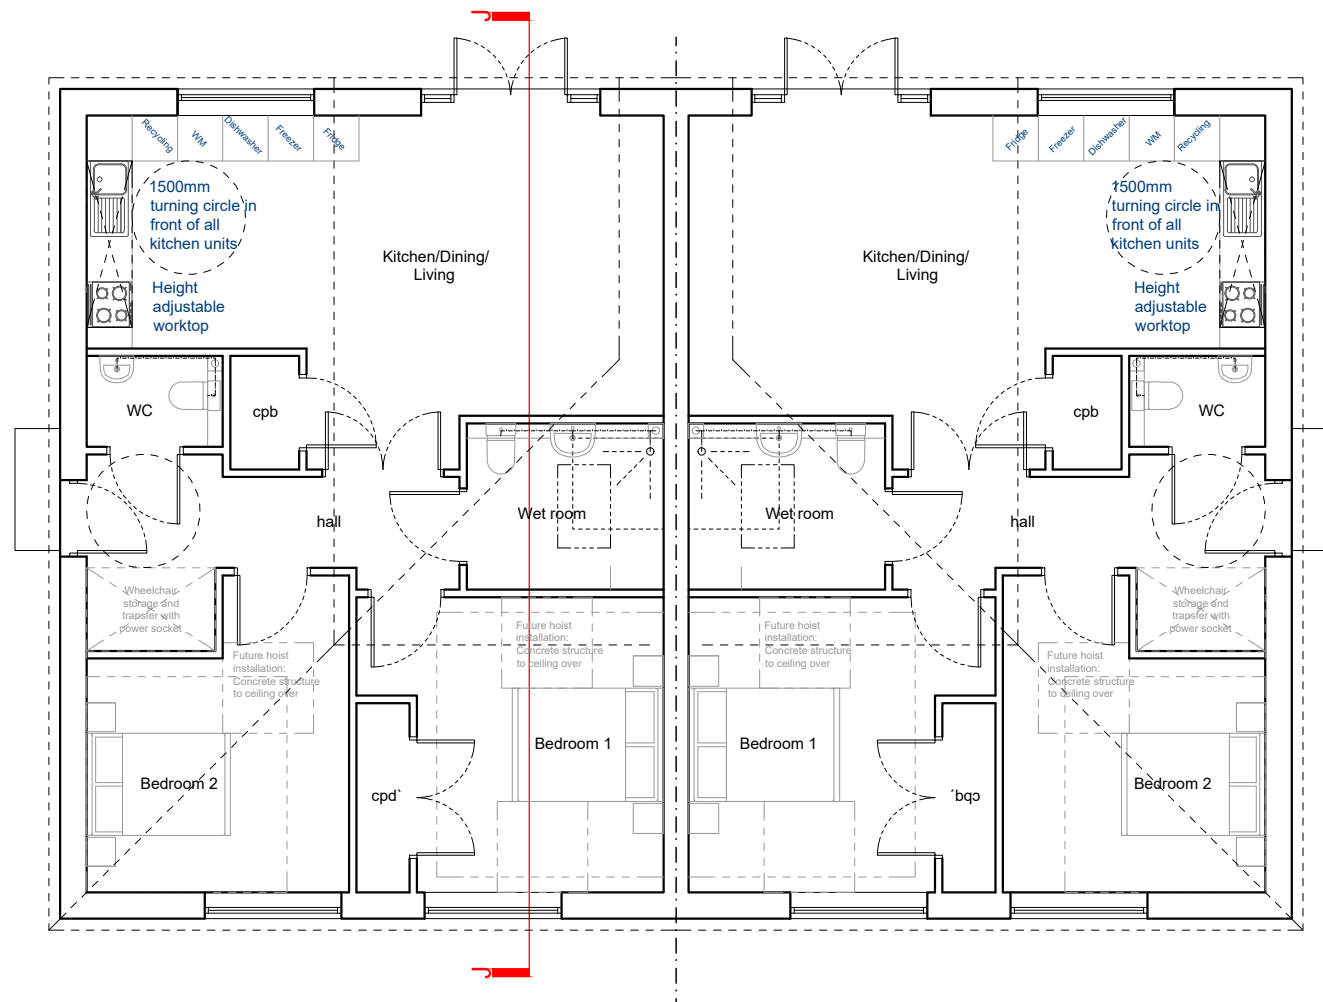 J
Recycling
WM
Dishwasher
Freezer
Fridge
Fridge
Freezer
Dishwasher
WM
Recycling
1500mm
turning circle in
front of all
kitchen units
1500mm
turning circle in
front of all
kitchen units
Kitchen/Dining/
Living
Kitchen/Dining/
Living
Height
adjustable
worktop
Height
adjustable
worktop
WC
cpb
cpb
WC
hall
Wet room
Wet room
hall
Wheelchair
storage and
transfer with
power socket
Wheelchair
storage and
transfer with
power socket
Future hoist
installation:
Concrete structure
to ceiling over
Future hoist
installation:
Concrete structure
to ceiling over
Future hoist
installation:
Concrete structure
to ceiling over
Future hoist
installation:
Concrete structure
to ceiling over
Bedroom 1
Bedroom 1
Bedroom 2
Bedroom 2
cpd`
cpd`
J